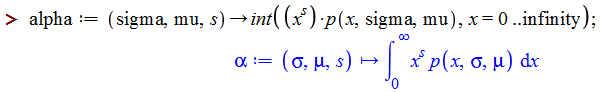 > alpha := (sigma, mu, s) → int((x^s)·p(x, sigma, mu), x = 0 ..infinity);
α := (σ, μ, s) ↦ ∫_0^∞ x^s p(x, σ, μ) dx